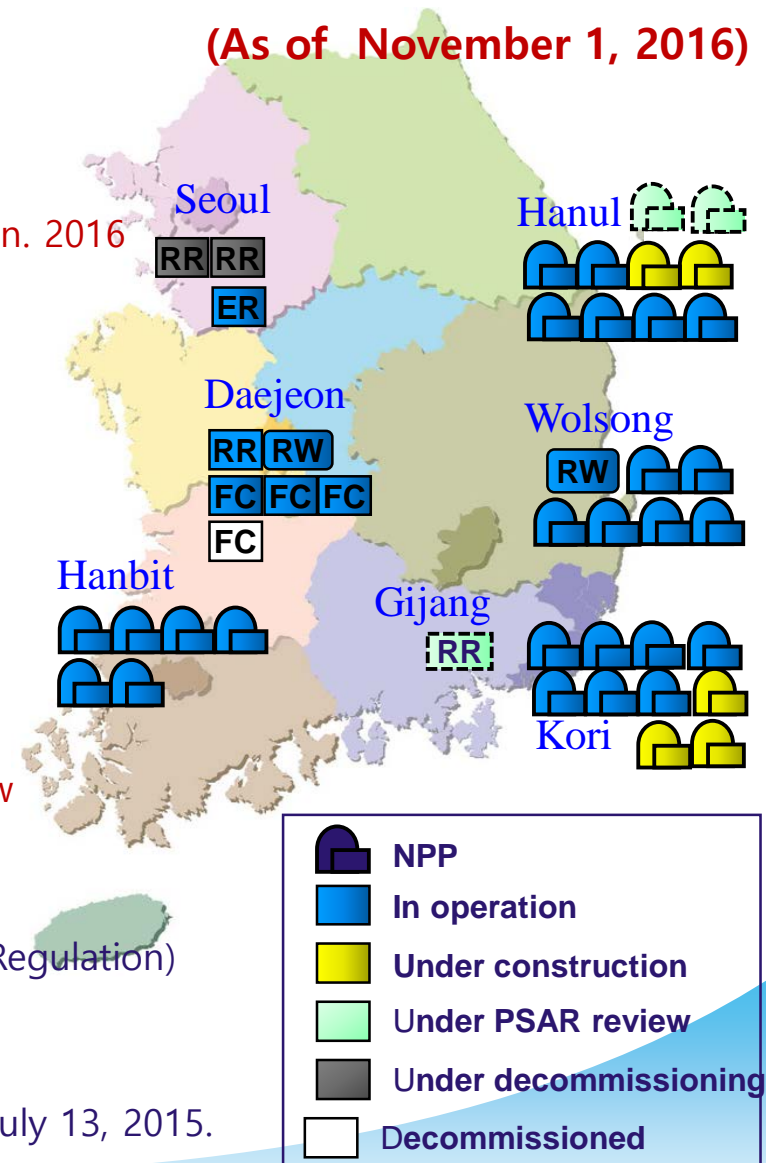 (As of November 1, 2016)
Seoul
n. 2016
Hanul
RR RR
ER
Daejeon
Wolsong
RR RW
RW
FC FC FC
FC
Hanbit
Gijang
RR
Kori
w
NPP
In operation
Regulation)
Under construction
Under PSAR review
Under decommissioning
uly 13, 2015.
Decommissioned